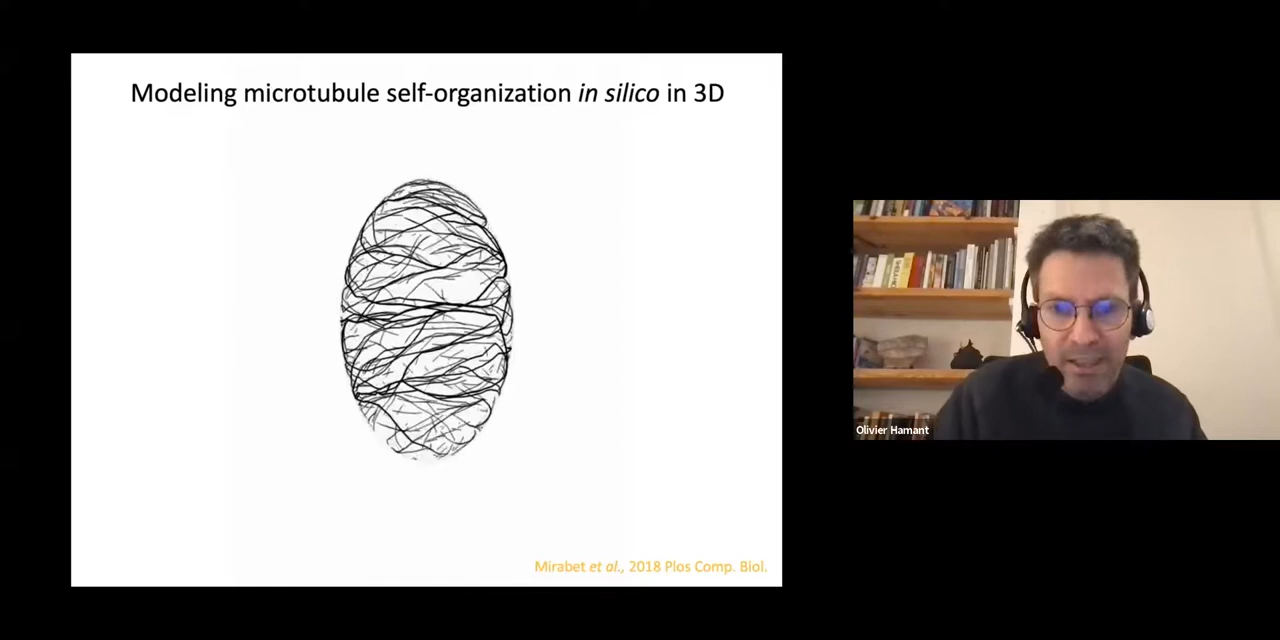 Modeling microtubule self-organization in silico in 3D
Mirabet et al., 2018 Plos Comp. Biol.
Olivier Hamant